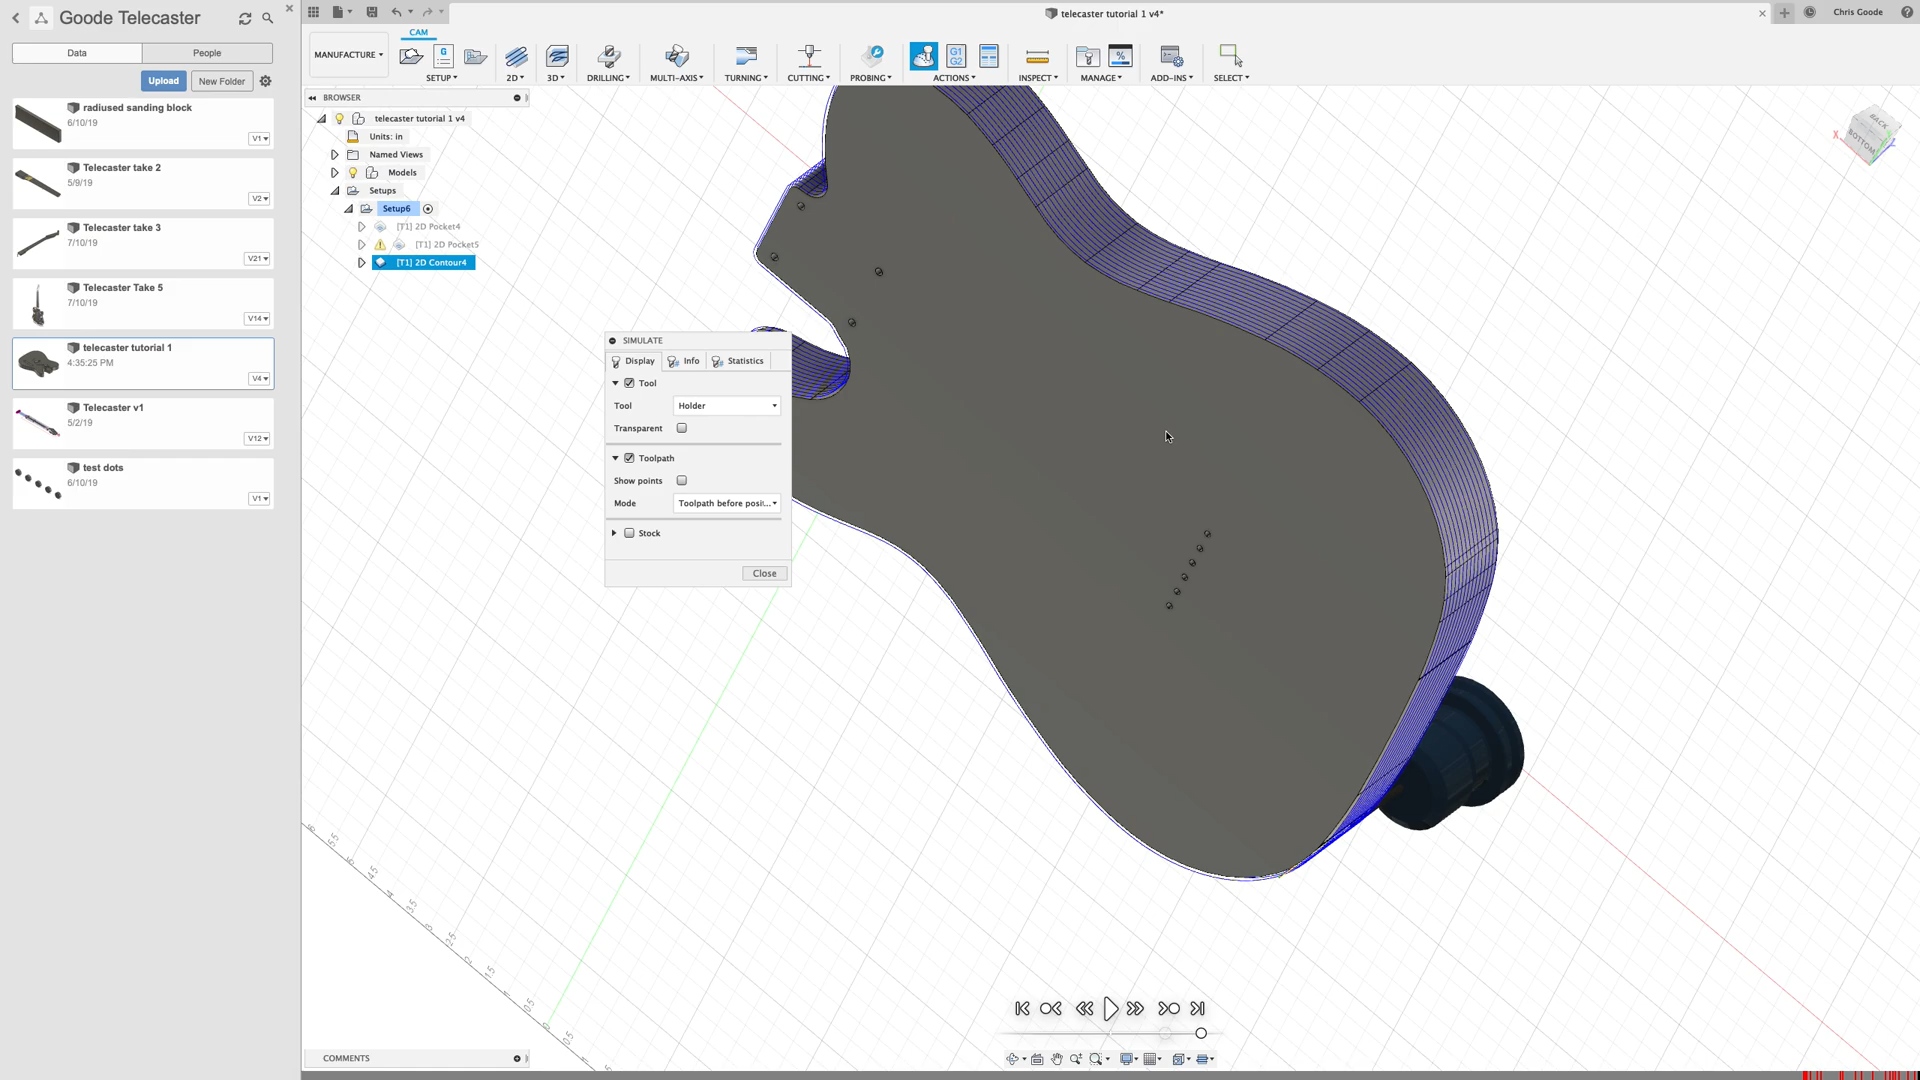 Goode Telecaster
Data
People
Upload
New Folder
radiused sanding block
6/10/19
V1
Telecaster take 2
5/9/19
V2
Telecaster take 3
7/10/19
V21
Telecaster Take 5
7/10/19
V14
telecaster tutorial 1
4:35:25 PM
V4
Telecaster v1
5/2/19
V12
test dots
6/10/19
V1
telecaster tutorial 1 v4*
Chris Goode
CAM
MANUFACTURE
G
G1
G2
%
SETUP
2D
3D
DRILLING
MULTI-AXIS
TURNING
CUTTING
PROBING
ACTIONS
INSPECT
MANAGE
ADD-INS
SELECT
BROWSER
telecaster tutorial 1 v4
Units: in
Named Views
Models
Setups
Setup6
[T1] 2D Pocket4
[T1] 2D Pocket5
[T1] 2D Contour4
BACK
BOTTOM
X
SIMULATE
Display
Info
Statistics
Tool
Tool
Holder
Transparent
Toolpath
Show points
Mode
Toolpath before posit...
Stock
Close
COMMENTS